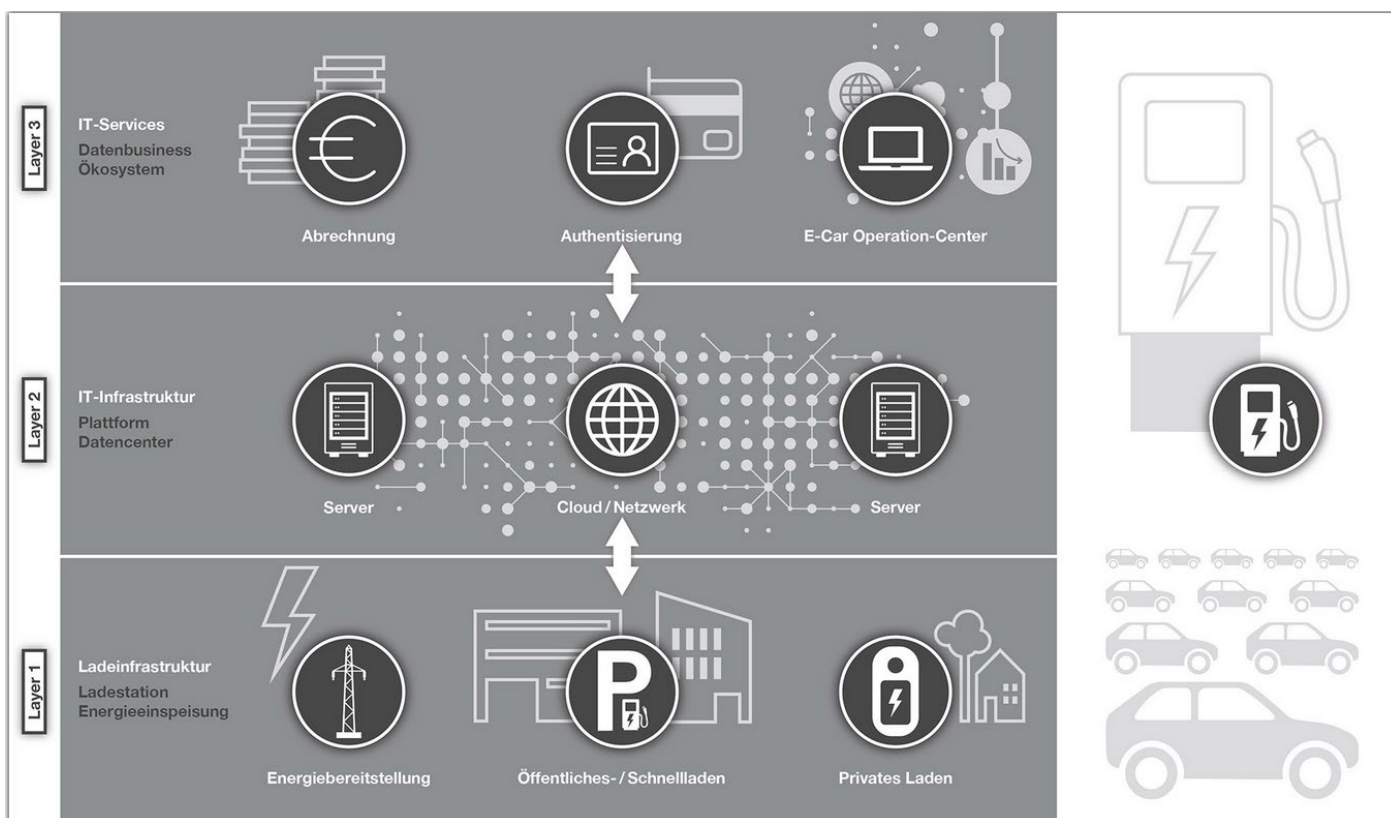 Layer 3
IT-Services
Datenbusiness
Ökosystem
Abrechnung
Authentisierung
E-Car Operation-Center
Layer 2
IT-Infrastruktur
Plattform
Datencenter
Server
Cloud / Netzwerk
Server
Layer 1
Ladeinfrastruktur
Ladestation
Energieeinspeisung
Energiebereitstellung
P
Öffentliches- / Schnellladen
Privates Laden